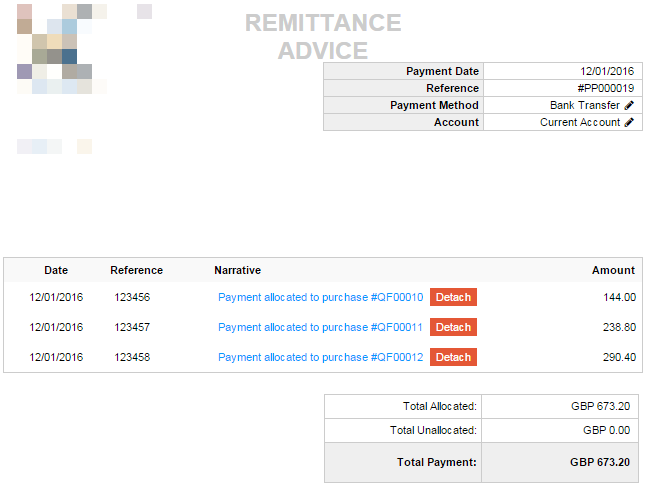 REMITTANCE
ADVICE
Payment Date 12/01/2016
Reference #PP000019
Payment Method Bank Transfer
Account Current Account
Date Reference Narrative Amount
12/01/2016 123456 Payment allocated to purchase #QF00010 Detach 144.00
12/01/2016 123457 Payment allocated to purchase #QF00011 Detach 238.80
12/01/2016 123458 Payment allocated to purchase #QF00012 Detach 290.40
Total Allocated: GBP 673.20
Total Unallocated: GBP 0.00
Total Payment: GBP 673.20